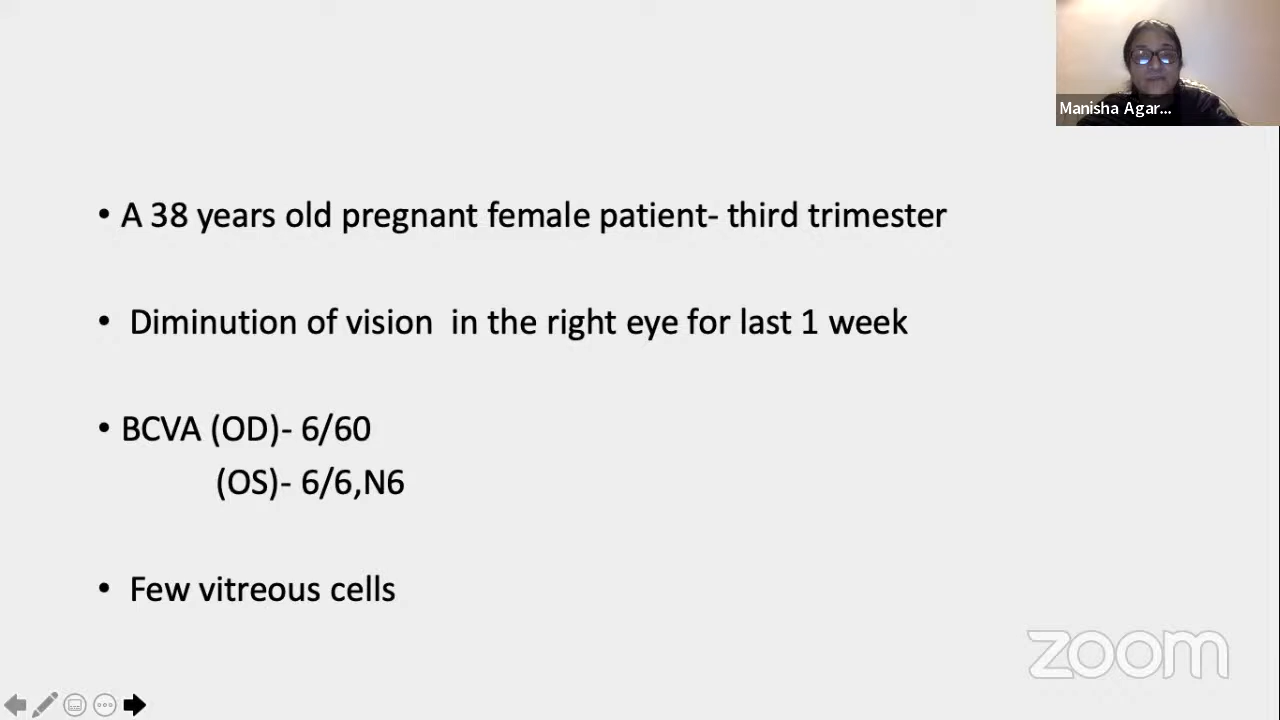 Manisha Agar...
• A 38 years old pregnant female patient- third trimester
• Diminution of vision in the right eye for last 1 week
• BCVA (OD)- 6/60
(OS)- 6/6,N6
• Few vitreous cells
zoom